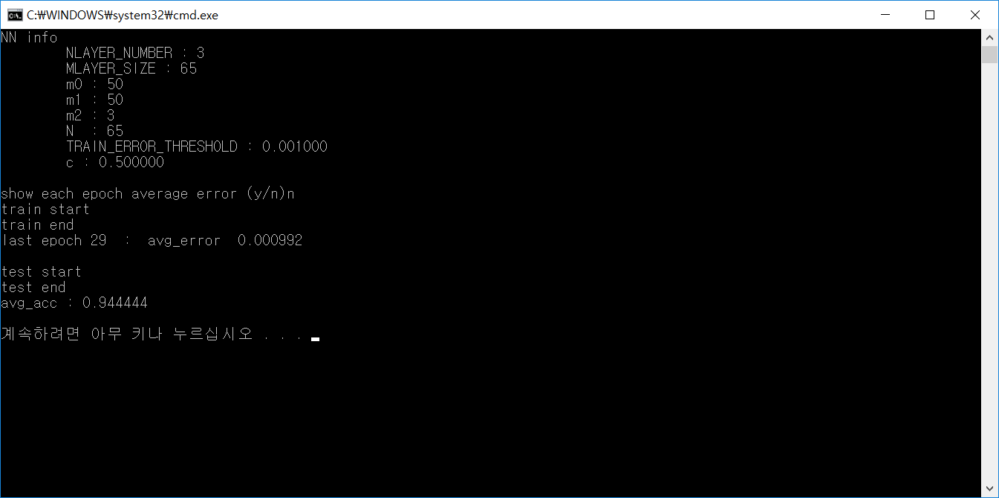 C:₩WINDOWS₩system32₩cmd.exe
NN info
NLAYER_NUMBER : 3
MLAYER_SIZE : 65
m0 : 50
m1 : 50
m2 : 3
N  : 65
TRAIN_ERROR_THRESHOLD : 0.001000
c : 0.500000
show each epoch average error (y/n)n
train start
train end
last epoch 29  :  avg_error  0.000992
test start
test end
avg_acc : 0.944444
계속하려면 아무 키나 누르십시오 . . .